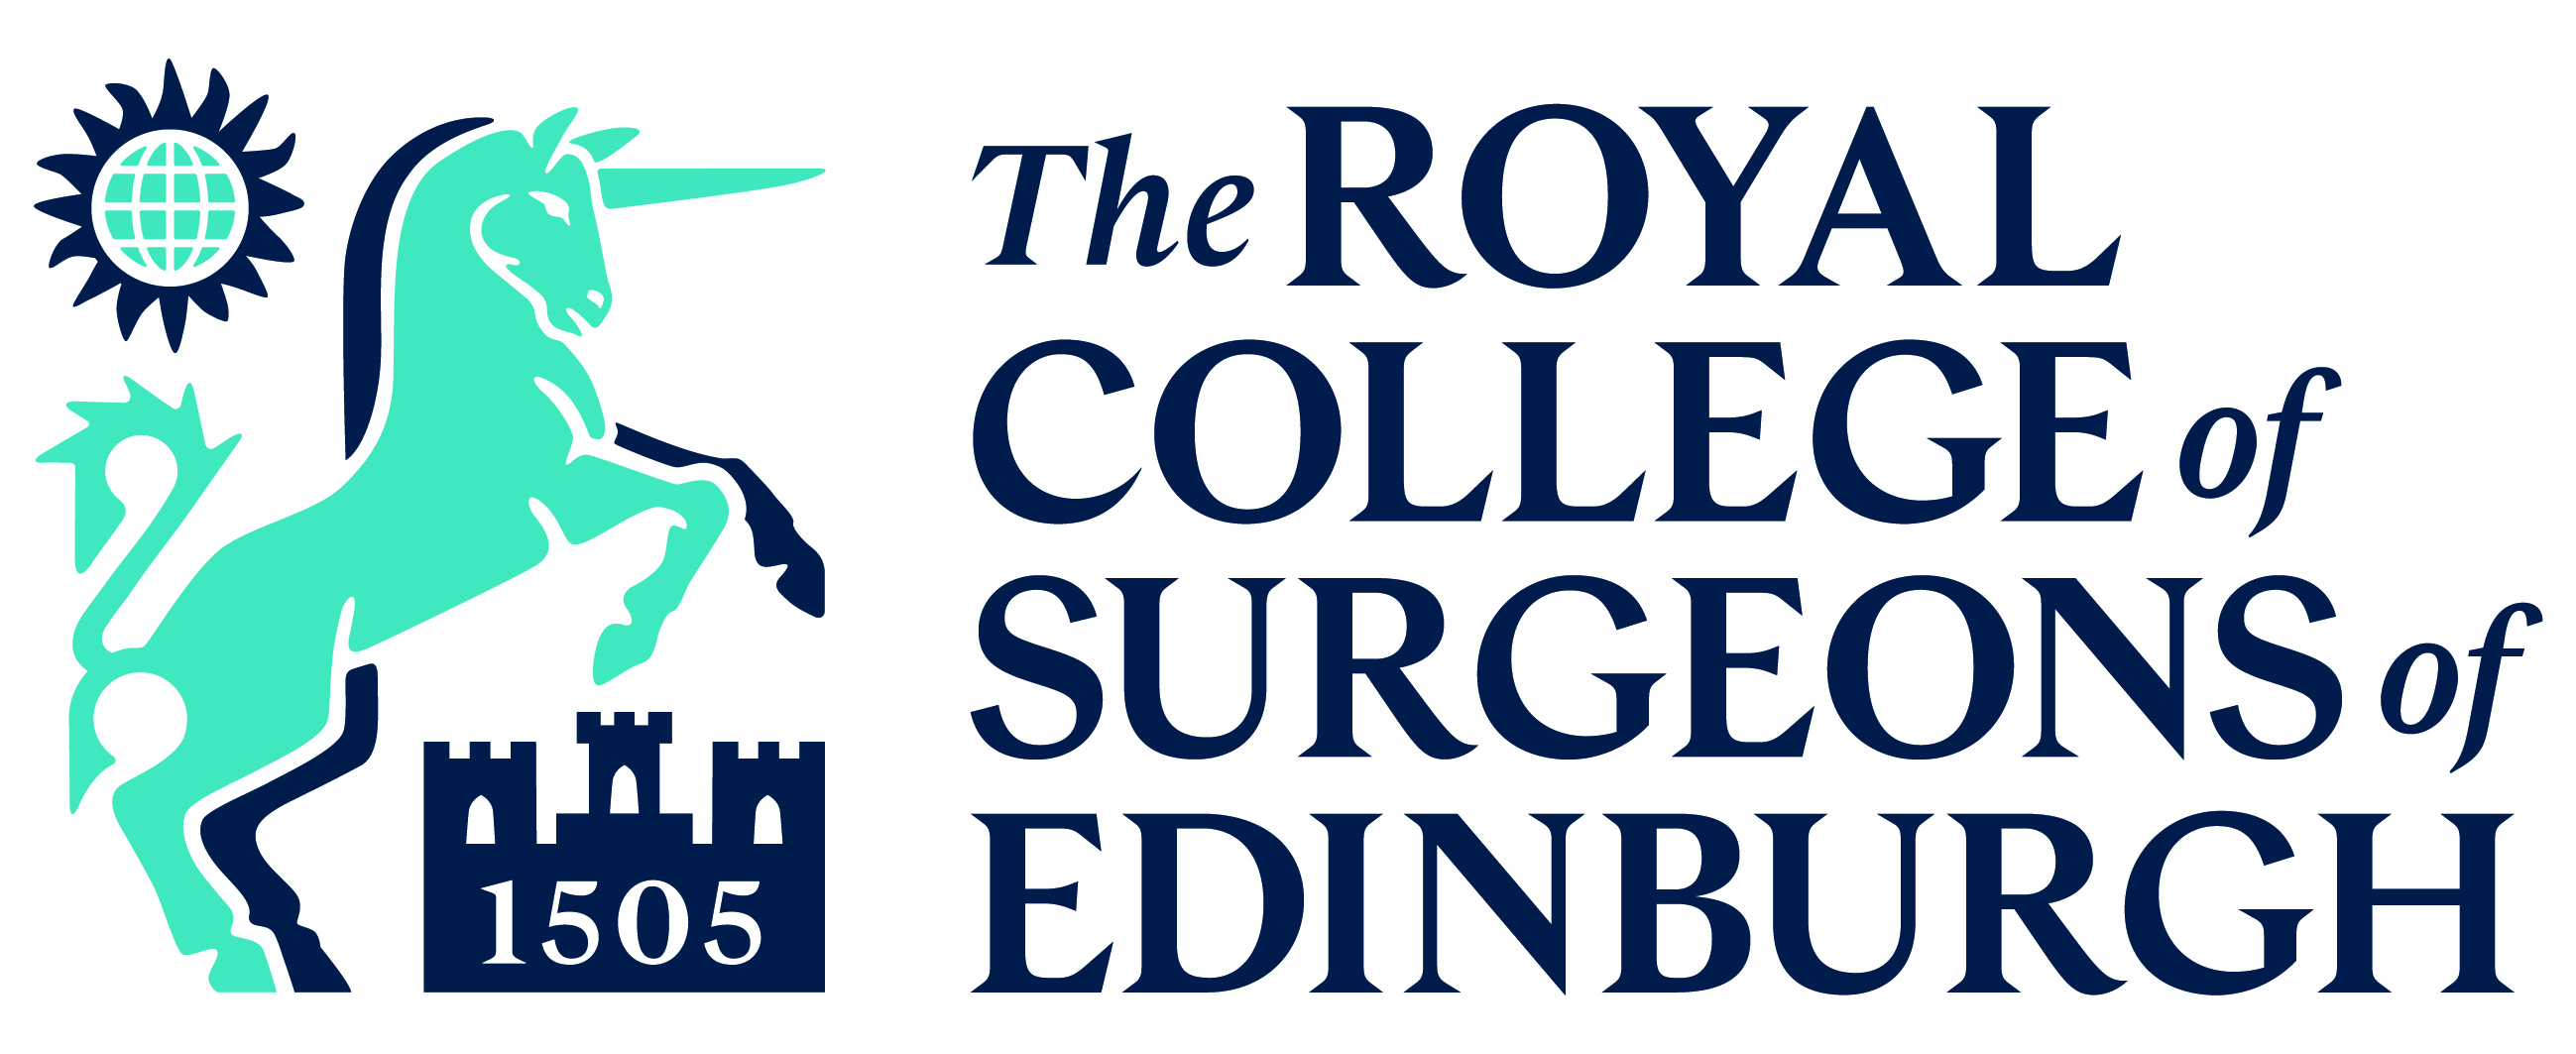 The ROYAL
COLLEGE of
SURGEONS of
EDINBURGH
1505